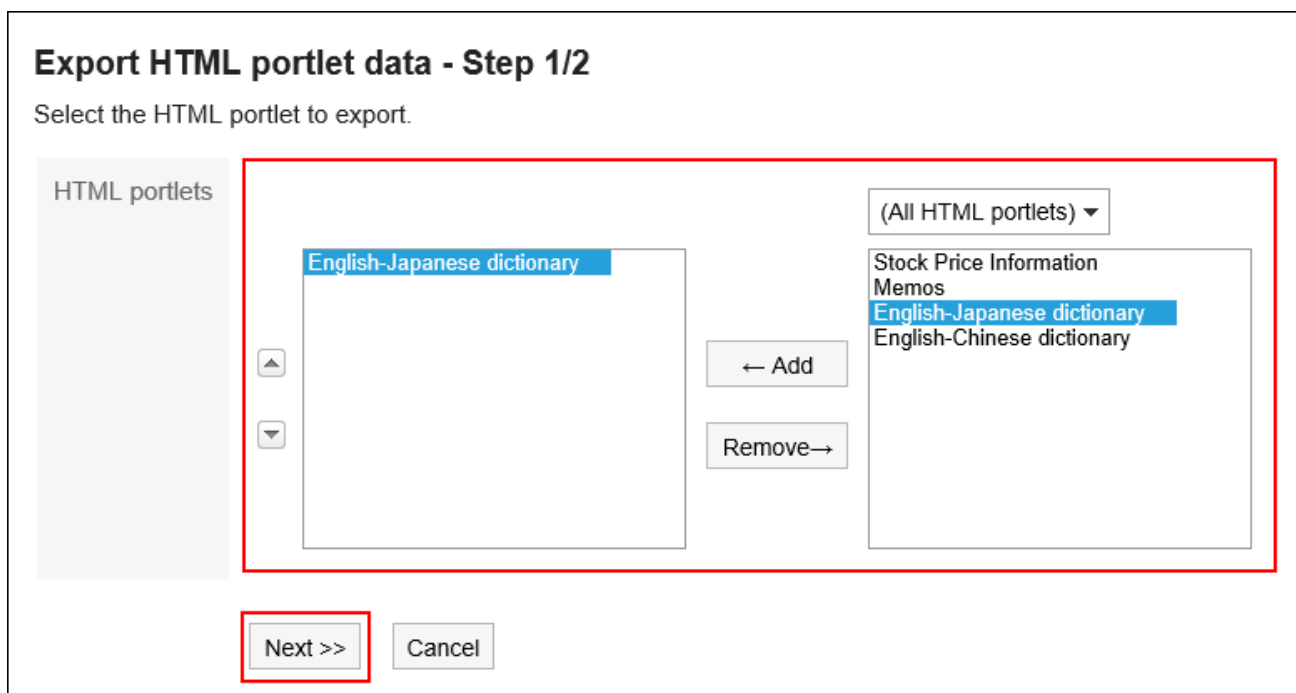 Export HTML portlet data - Step 1/2
Select the HTML portlet to export.
HTML portlets
(All HTML portlets)
English-Japanese dictionary
← Add
Remove→
Stock Price Information
Memos
English-Japanese dictionary
English-Chinese dictionary
Next >>
Cancel